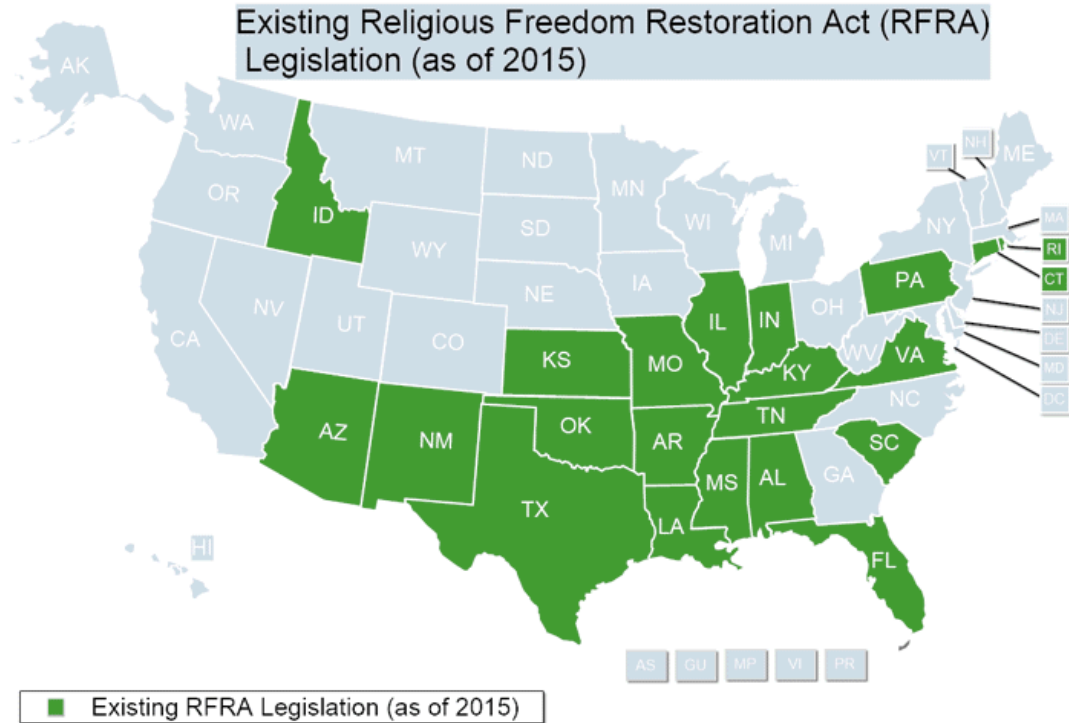 Existing Religious Freedom Restoration Act (RFRA)
Legislation (as of 2015)
AK
WA
MT
ND
MN
VT
NH
ME
OR
ID
SD
WI
MI
NY
MA
WY
RI
IA
PA
CT
NE
NV
UT
CO
IL
IN
OH
NJ
CA
KS
MO
WV
VA
DE
KY
MD
NC
DC
TN
AZ
NM
OK
AR
SC
MS
AL
GA
TX
LA
HI
FL
AS
GU
MP
VI
PR
Existing RFRA Legislation (as of 2015)